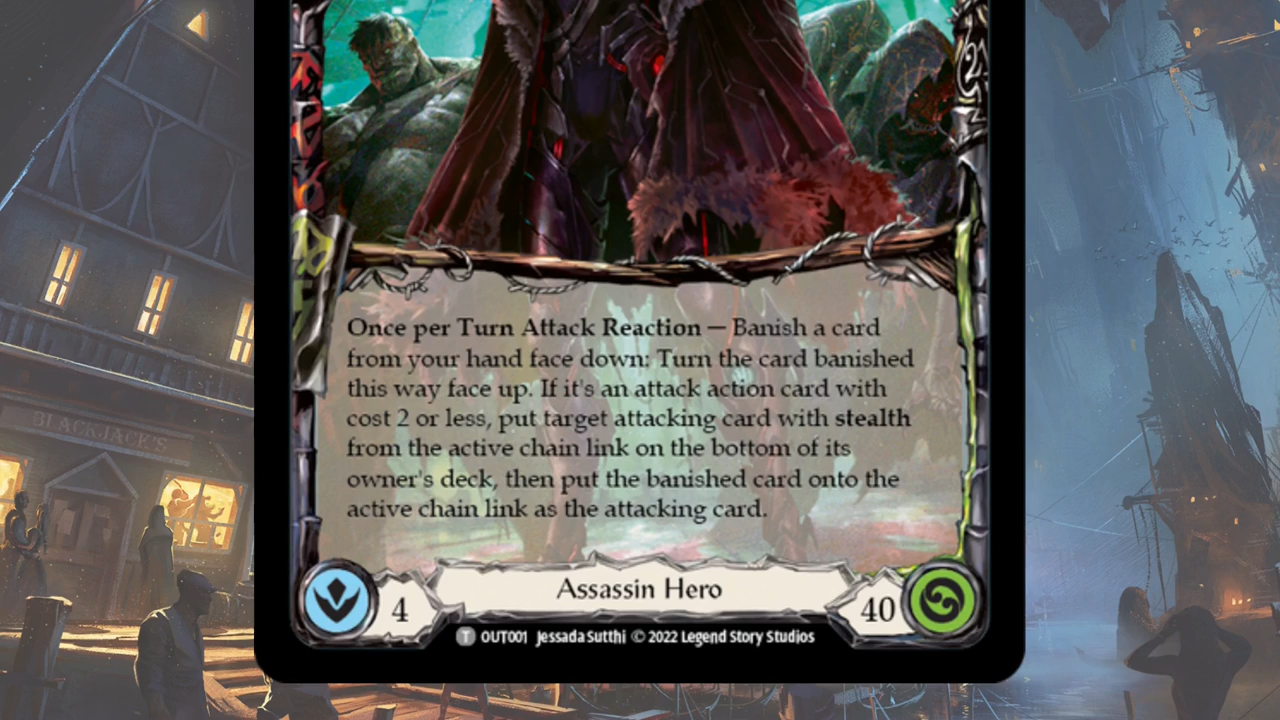 BLACKJACK'S
Once per Turn Attack Reaction — Banish a card
from your hand face down: Turn the card banished
this way face up. If it's an attack action card with
cost 2 or less, put target attacking card with stealth
from the active chain link on the bottom of its
owner's deck, then put the banished card onto the
active chain link as the attacking card.
Assassin Hero
4
40
T OUT001 Jessada Sutthi © 2022 Legend Story Studios